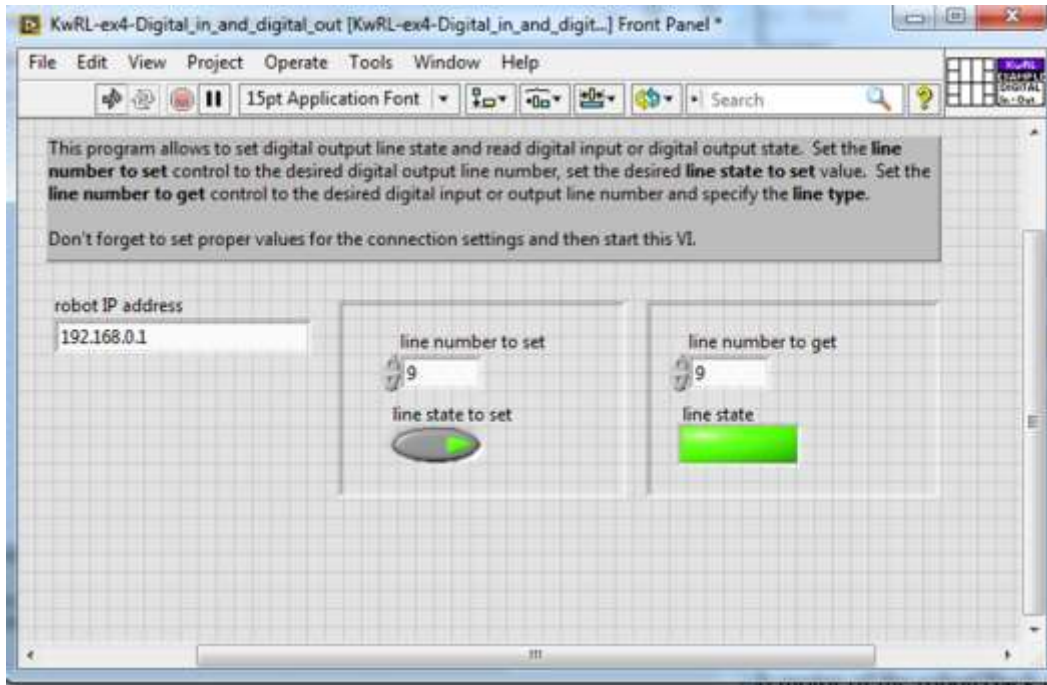 KwRL-ex4-Digital_in_and_digital_out [KwRL-ex4-Digital_in_and_digit...] Front Panel *
File Edit View Project Operate Tools Window Help
15pt Application Font
Search
KwRL
EXAMPLE
DIGITAL
In - Out
This program allows to set digital output line state and read digital input or digital output state. Set the line
number to set control to the desired digital output line number, set the desired line state to set value. Set the
line number to get control to the desired digital input or output line number and specify the line type.
Don't forget to set proper values for the connection settings and then start this VI.
robot IP address
192.168.0.1
line number to set
9
line state to set
line number to get
9
line state